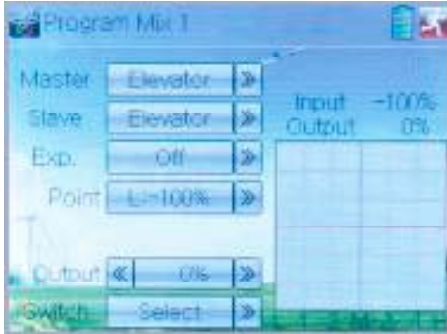 Program Mix 1
Master Elevator
Slave Elevator
Exp. Off
Point L:-100%
Output 0%
Switch Select
Input -100%
Output 0%